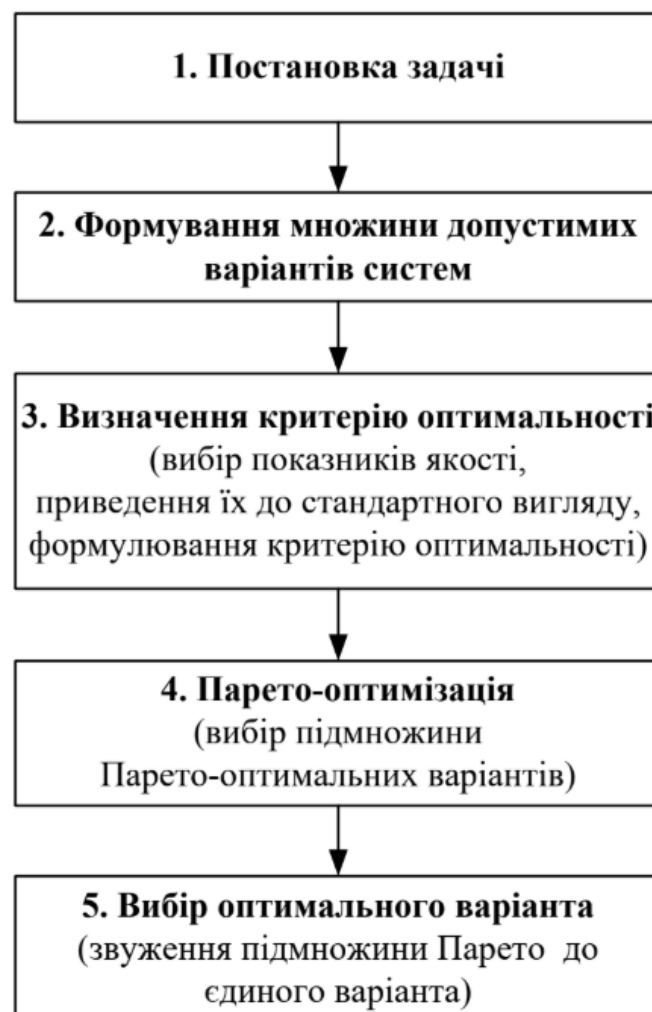 1. Постановка задачі
2. Формування множини допустимих
варіантів систем
3. Визначення критерію оптимальності
(вибір показників якості,
приведення їх до стандартного вигляду,
формулювання критерію оптимальності)
4. Парето-оптимізація
(вибір підмножини
Парето-оптимальних варіантів)
5. Вибір оптимального варіанта
(звуження підмножини Парето до
єдиного варіанта)